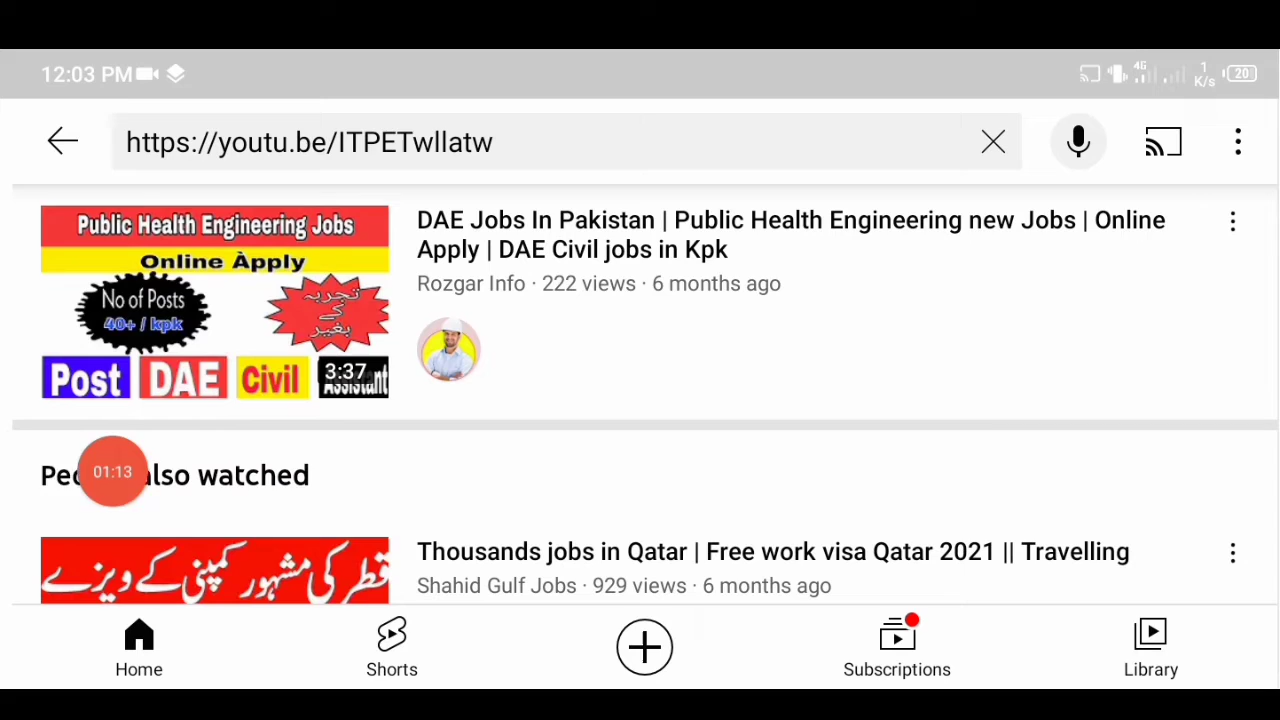 12:03 PM
4G
1
K/s
20
https://youtu.be/ITPETwllatw
Public Health Engineering Jobs
Online Apply
No of Posts
40+ / kpk
تجربہ
کے
بغیر
Post DAE Civil
3:37
DAE Jobs In Pakistan | Public Health Engineering new Jobs | Online
Apply | DAE Civil jobs in Kpk
Rozgar Info · 222 views · 6 months ago
01:13
also watched
قطر کی مشہور کمپنی کے ویزے
Thousands jobs in Qatar | Free work visa Qatar 2021 || Travelling
Shahid Gulf Jobs · 929 views · 6 months ago
Home
Shorts
Subscriptions
Library